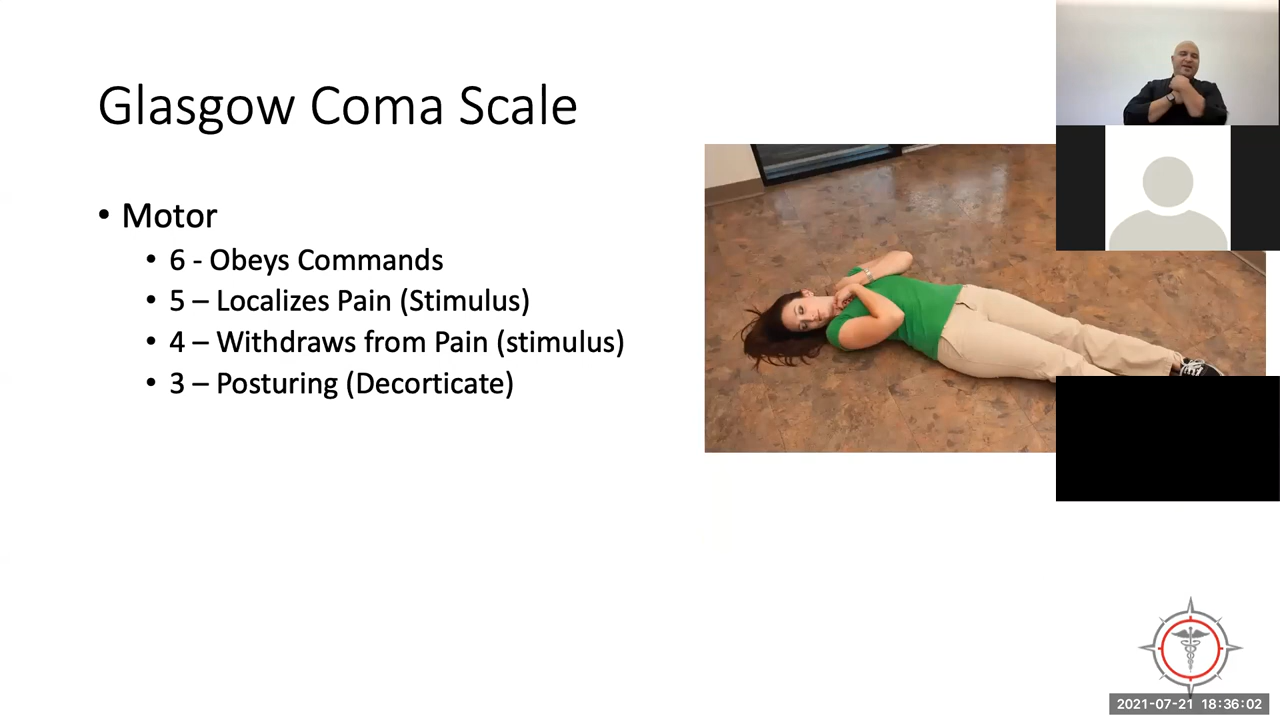 Glasgow Coma Scale
• Motor
• 6 - Obeys Commands
• 5 – Localizes Pain (Stimulus)
• 4 – Withdraws from Pain (stimulus)
• 3 – Posturing (Decorticate)
2021-07-21 18:36:02